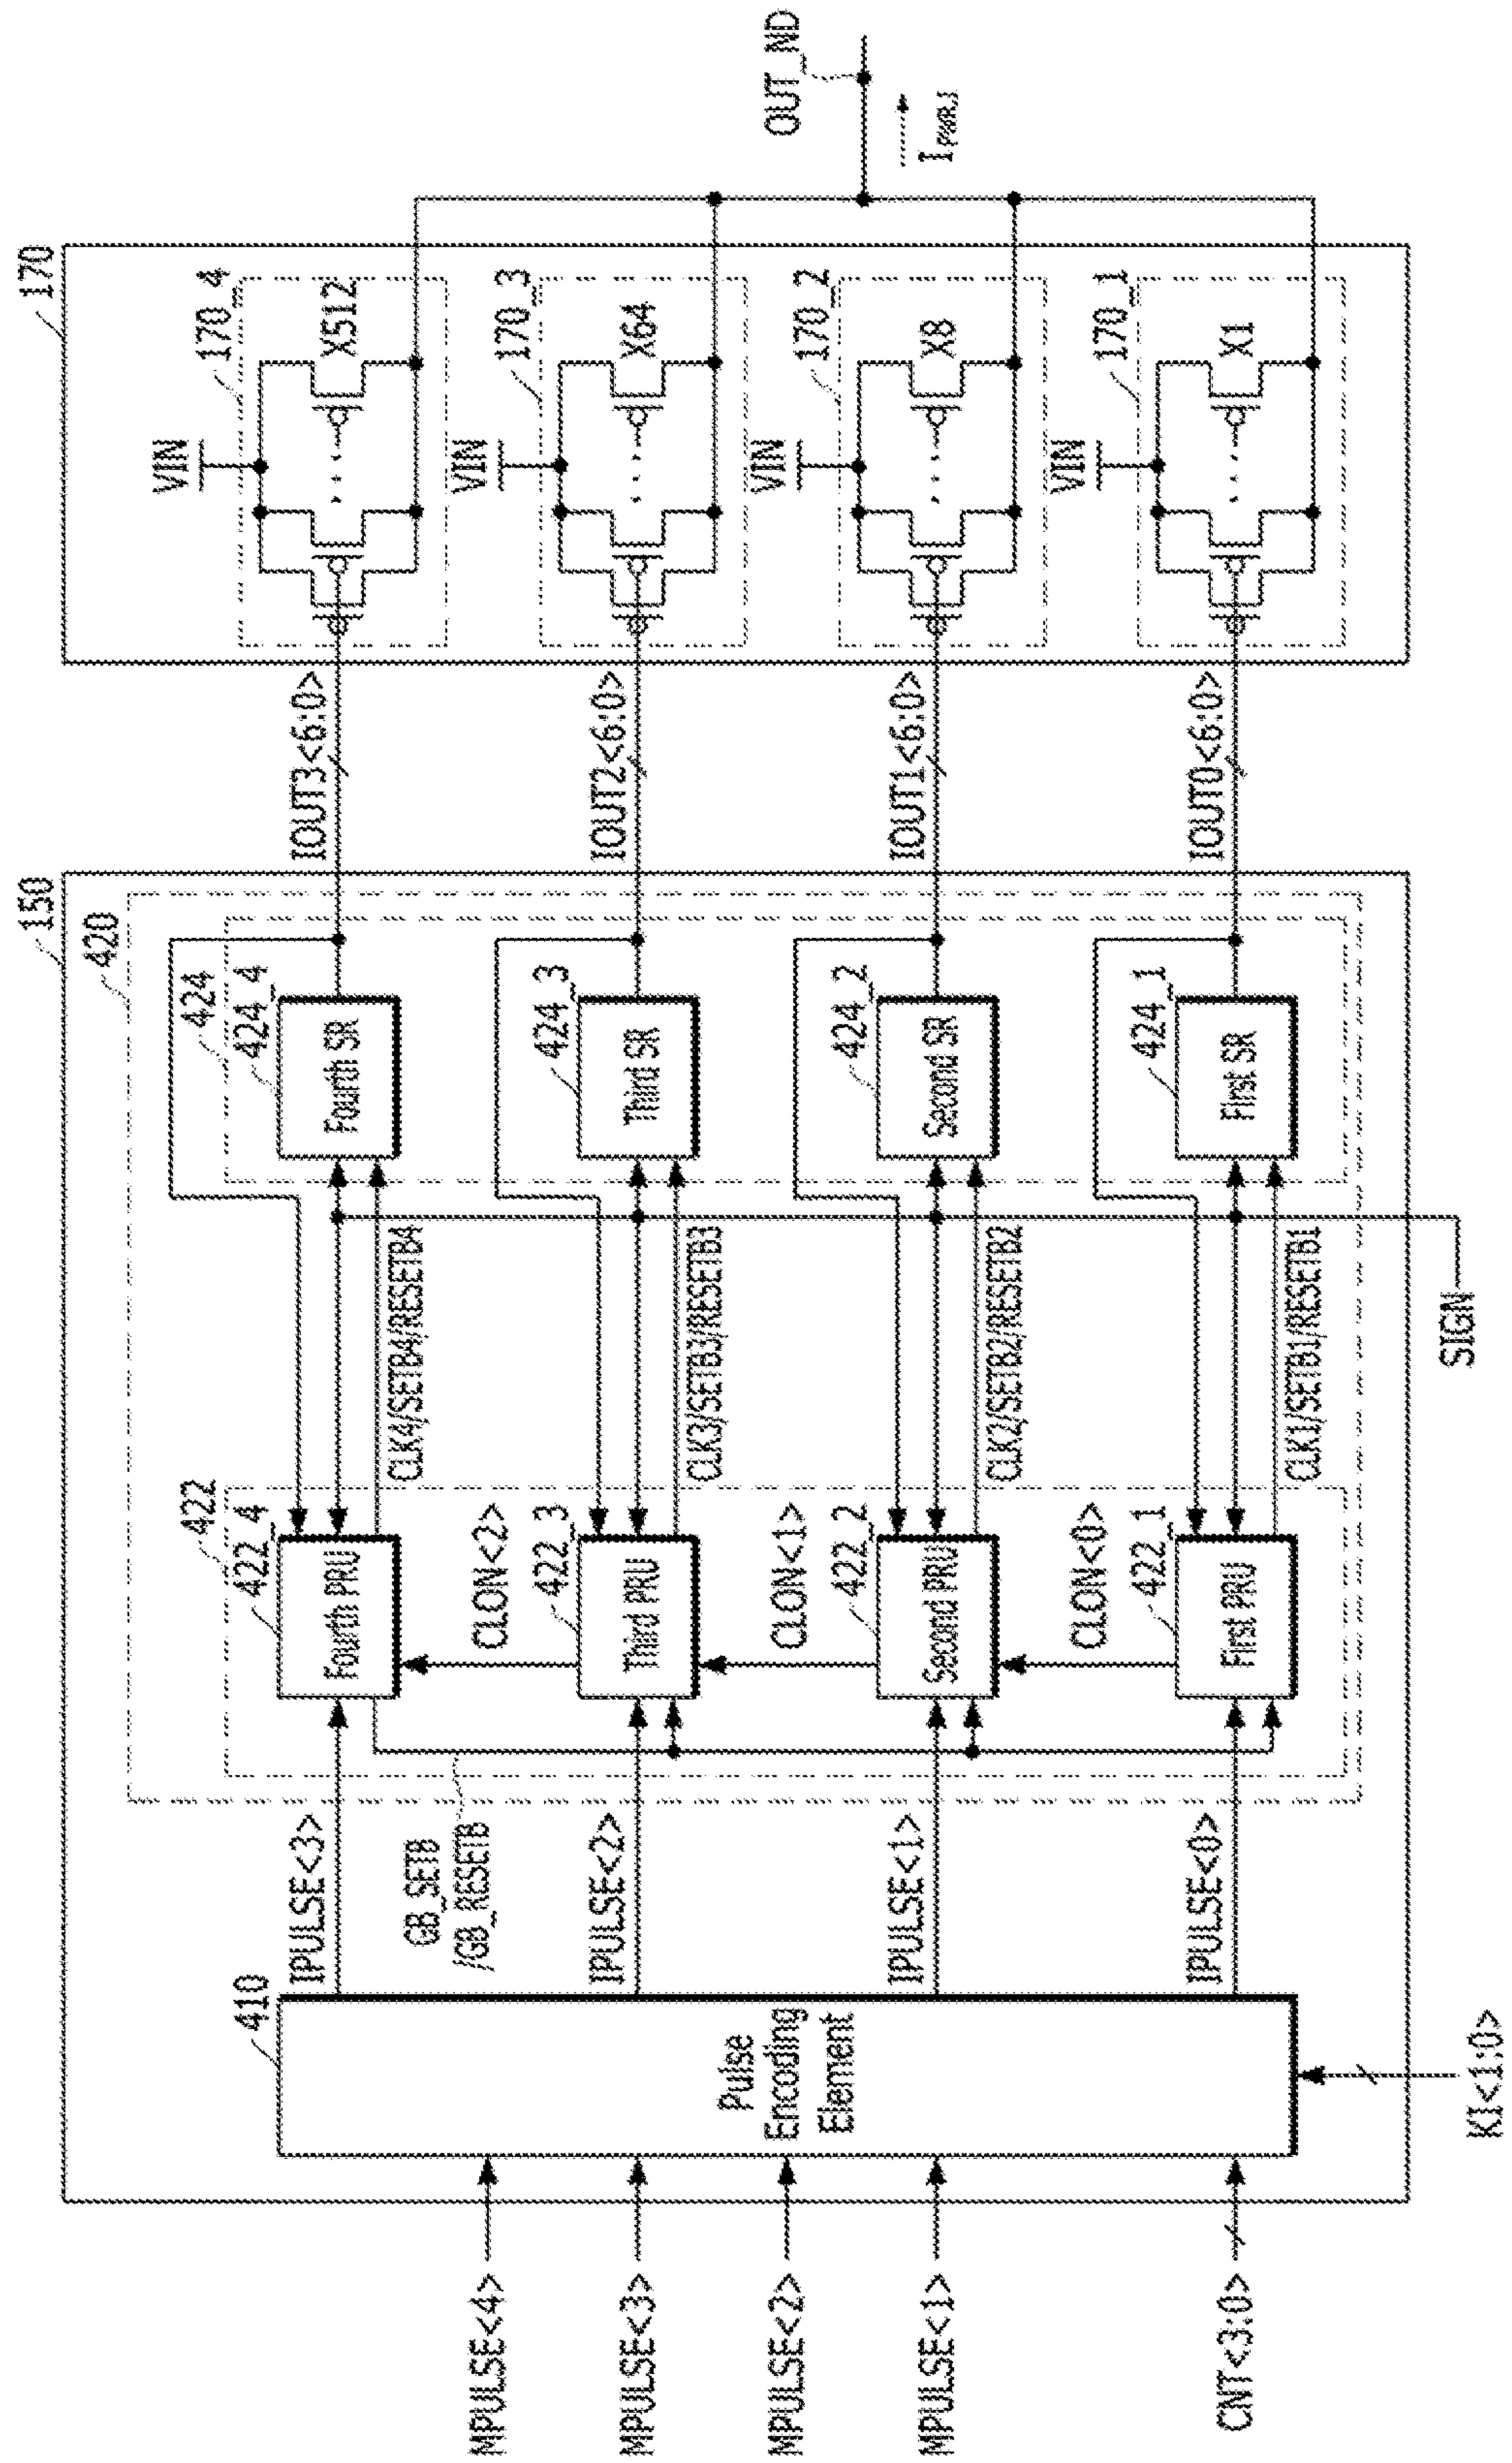 150
170
410
420
422
424
MPULSE<4>
MPULSE<3>
MPULSE<2>
MPULSE<1>
CNT<3:0>
KI<1:0>
Pulse
Encoding
Element
IPULSE<3>
GB_SETB
/GB_RESETB
IPULSE<2>
IPULSE<1>
IPULSE<0>
422_4
Fourth PRU
CLON<2>
422_3
Third PRU
CLON<1>
422_2
Second PRU
CLON<0>
422_1
First PRU
CLK4/SETB4/RESETB4
CLK3/SETB3/RESETB3
CLK2/SETB2/RESETB2
CLK1/SETB1/RESETB1
SIGN
424_4
Fourth SR
424_3
Third SR
424_2
Second SR
424_1
First SR
IOUT3<6:0>
IOUT2<6:0>
IOUT1<6:0>
IOUT0<6:0>
VIN
170_4
X512
VIN
170_3
X64
VIN
170_2
X8
VIN
170_1
X1
OUT_ND